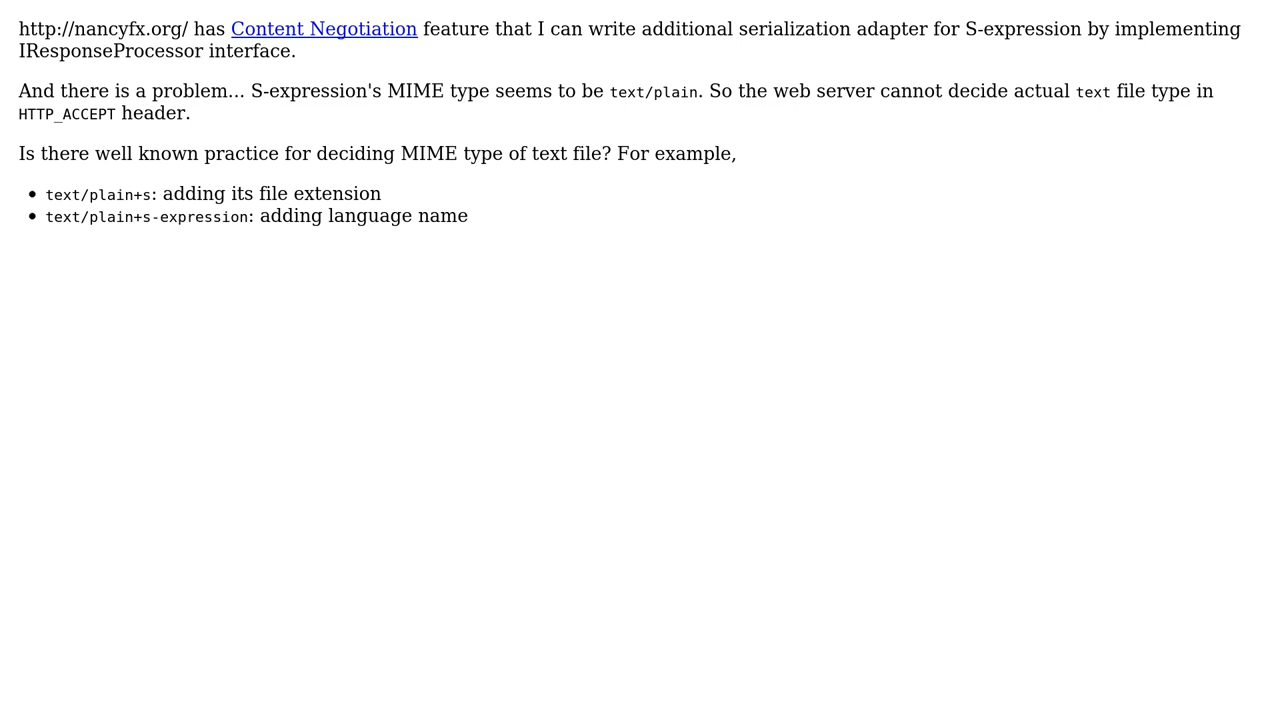 http://nancyfx.org/ has Content Negotiation feature that I can write additional serialization adapter for S-expression by implementing
IResponseProcessor interface.
And there is a problem... S-expression's MIME type seems to be text/plain. So the web server cannot decide actual text file type in
HTTP_ACCEPT header.
Is there well known practice for deciding MIME type of text file? For example,
• text/plain+s: adding its file extension
• text/plain+s-expression: adding language name